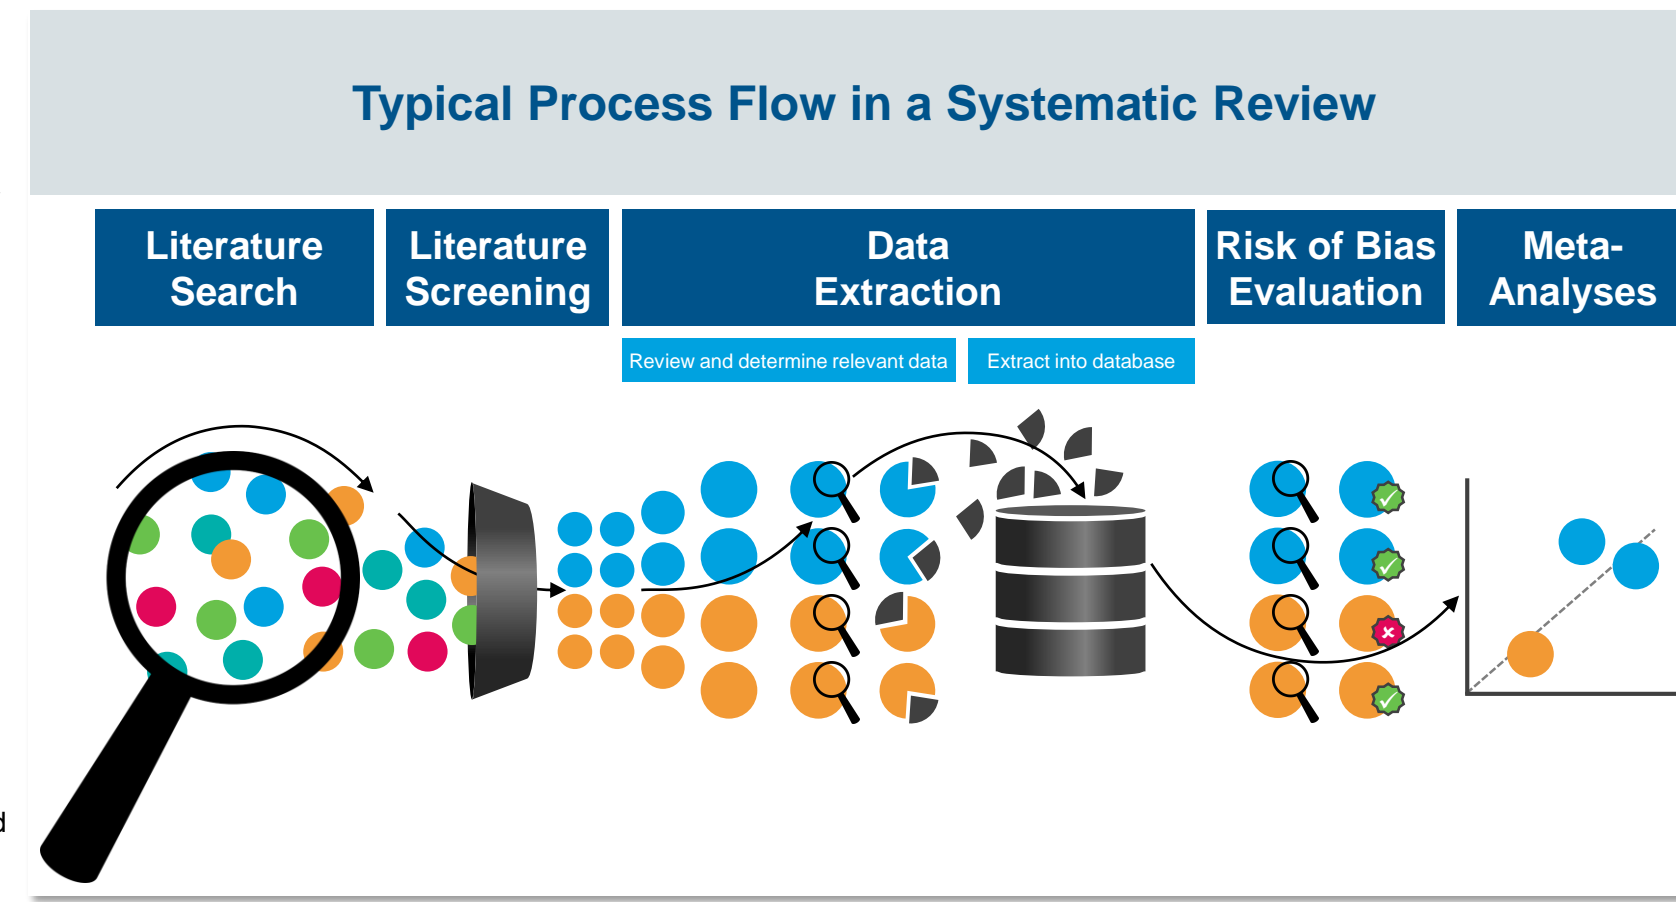 Typical Process Flow in a Systematic Review
Literature
Search
Literature
Screening
Data
Extraction
Risk of Bias
Evaluation
Meta-
Analyses
Review and determine relevant data
Extract into database
d